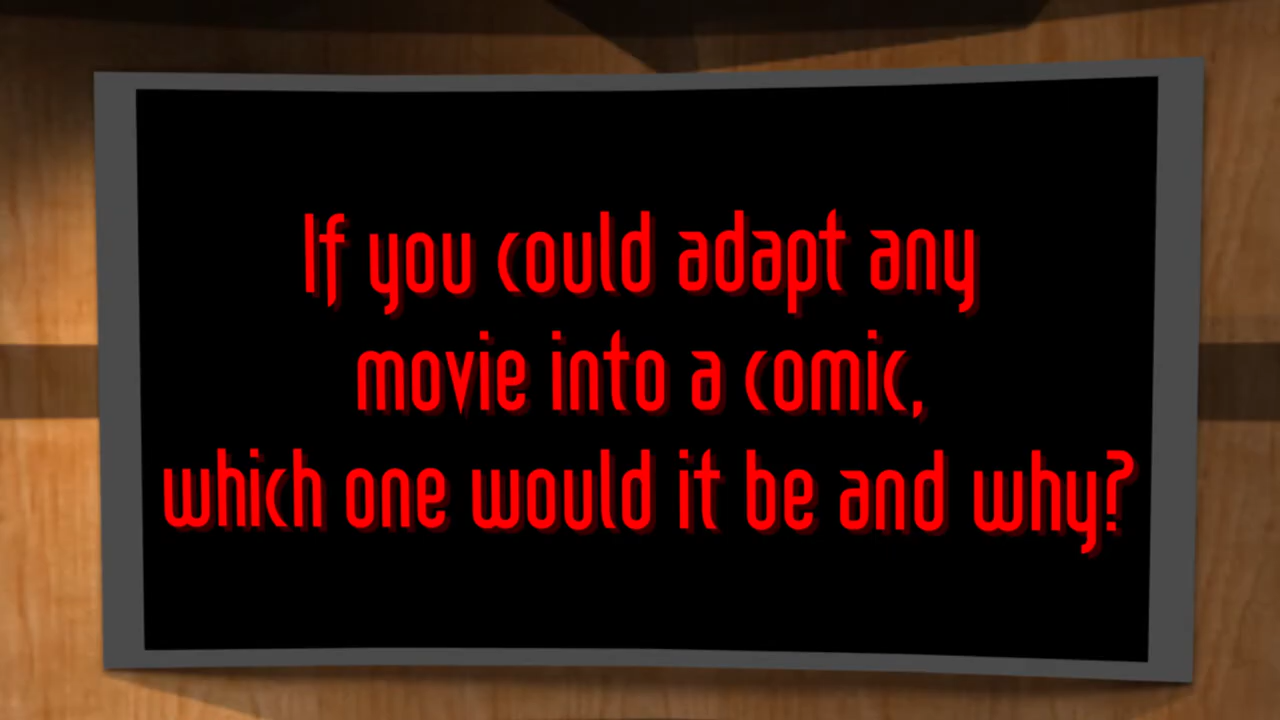 If you could adapt any
movie into a comic,
which one would it be and why?